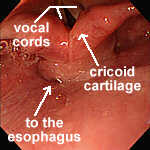 vocal
cords
cricoid
cartilage
to the
esophagus